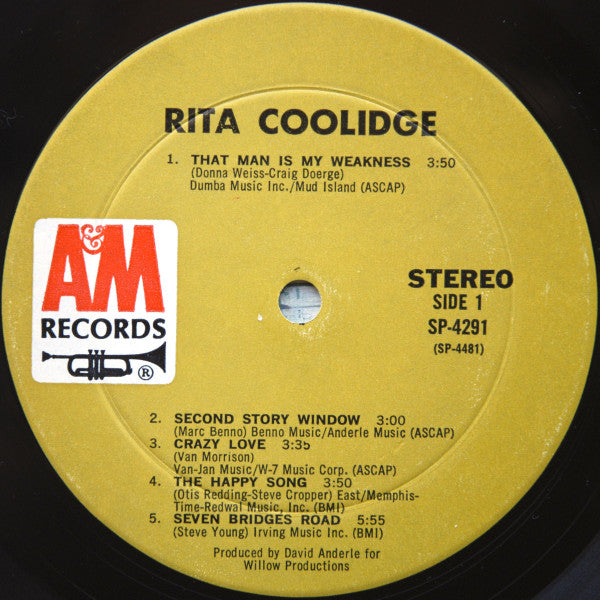 RITA COOLIDGE
1. THAT MAN IS MY WEAKNESS 3:50
(Donna Weiss-Craig Doerge)
Dumba Music Inc./Mud Island (ASCAP)
A&M
RECORDS
®
STEREO
SIDE 1
SP-4291
(SP-4481)
2. SECOND STORY WINDOW 3:00
(Marc Benno) Benno Music/Anderle Music (ASCAP)
3. CRAZY LOVE 3:35
(Van Morrison)
Van-Jan Music/W-7 Music Corp. (ASCAP)
4. THE HAPPY SONG 3:50
(Otis Redding-Steve Cropper) East/Memphis-
Time-Redwal Music, Inc. (BMI)
5. SEVEN BRIDGES ROAD 5:55
(Steve Young) Irving Music Inc. (BMI)
Produced by David Anderle for
Willow Productions